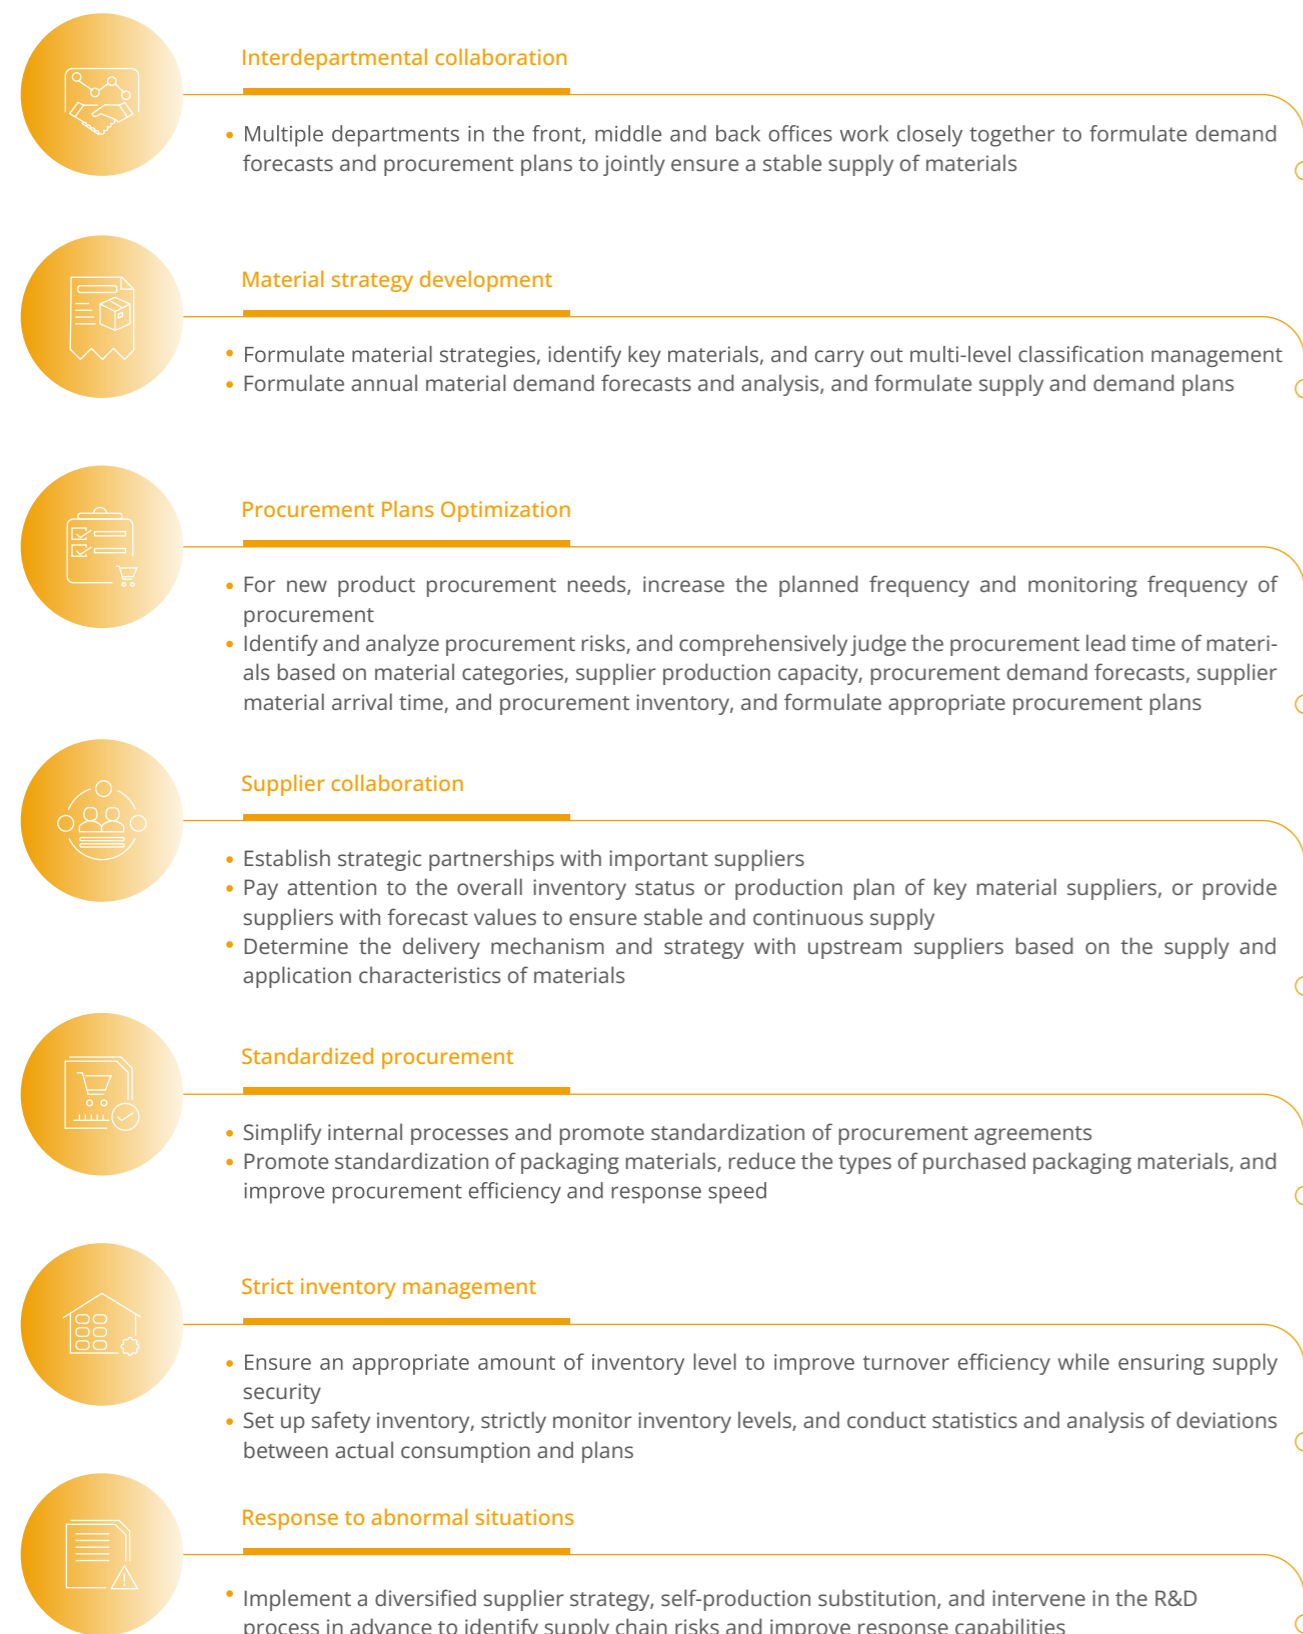 Interdepartmental collaboration
• Multiple departments in the front, middle and back offices work closely together to formulate demand
forecasts and procurement plans to jointly ensure a stable supply of materials
Material strategy development
• Formulate material strategies, identify key materials, and carry out multi-level classification management
• Formulate annual material demand forecasts and analysis, and formulate supply and demand plans
Procurement Plans Optimization
• For new product procurement needs, increase the planned frequency and monitoring frequency of
procurement
• Identify and analyze procurement risks, and comprehensively judge the procurement lead time of materi-
als based on material categories, supplier production capacity, procurement demand forecasts, supplier
material arrival time, and procurement inventory, and formulate appropriate procurement plans
Supplier collaboration
• Establish strategic partnerships with important suppliers
• Pay attention to the overall inventory status or production plan of key material suppliers, or provide
suppliers with forecast values to ensure stable and continuous supply
• Determine the delivery mechanism and strategy with upstream suppliers based on the supply and
application characteristics of materials
Standardized procurement
• Simplify internal processes and promote standardization of procurement agreements
• Promote standardization of packaging materials, reduce the types of purchased packaging materials, and
improve procurement efficiency and response speed
Strict inventory management
• Ensure an appropriate amount of inventory level to improve turnover efficiency while ensuring supply
security
• Set up safety inventory, strictly monitor inventory levels, and conduct statistics and analysis of deviations
between actual consumption and plans
Response to abnormal situations
• Implement a diversified supplier strategy, self-production substitution, and intervene in the R&D
process in advance to identify supply chain risks and improve response capabilities